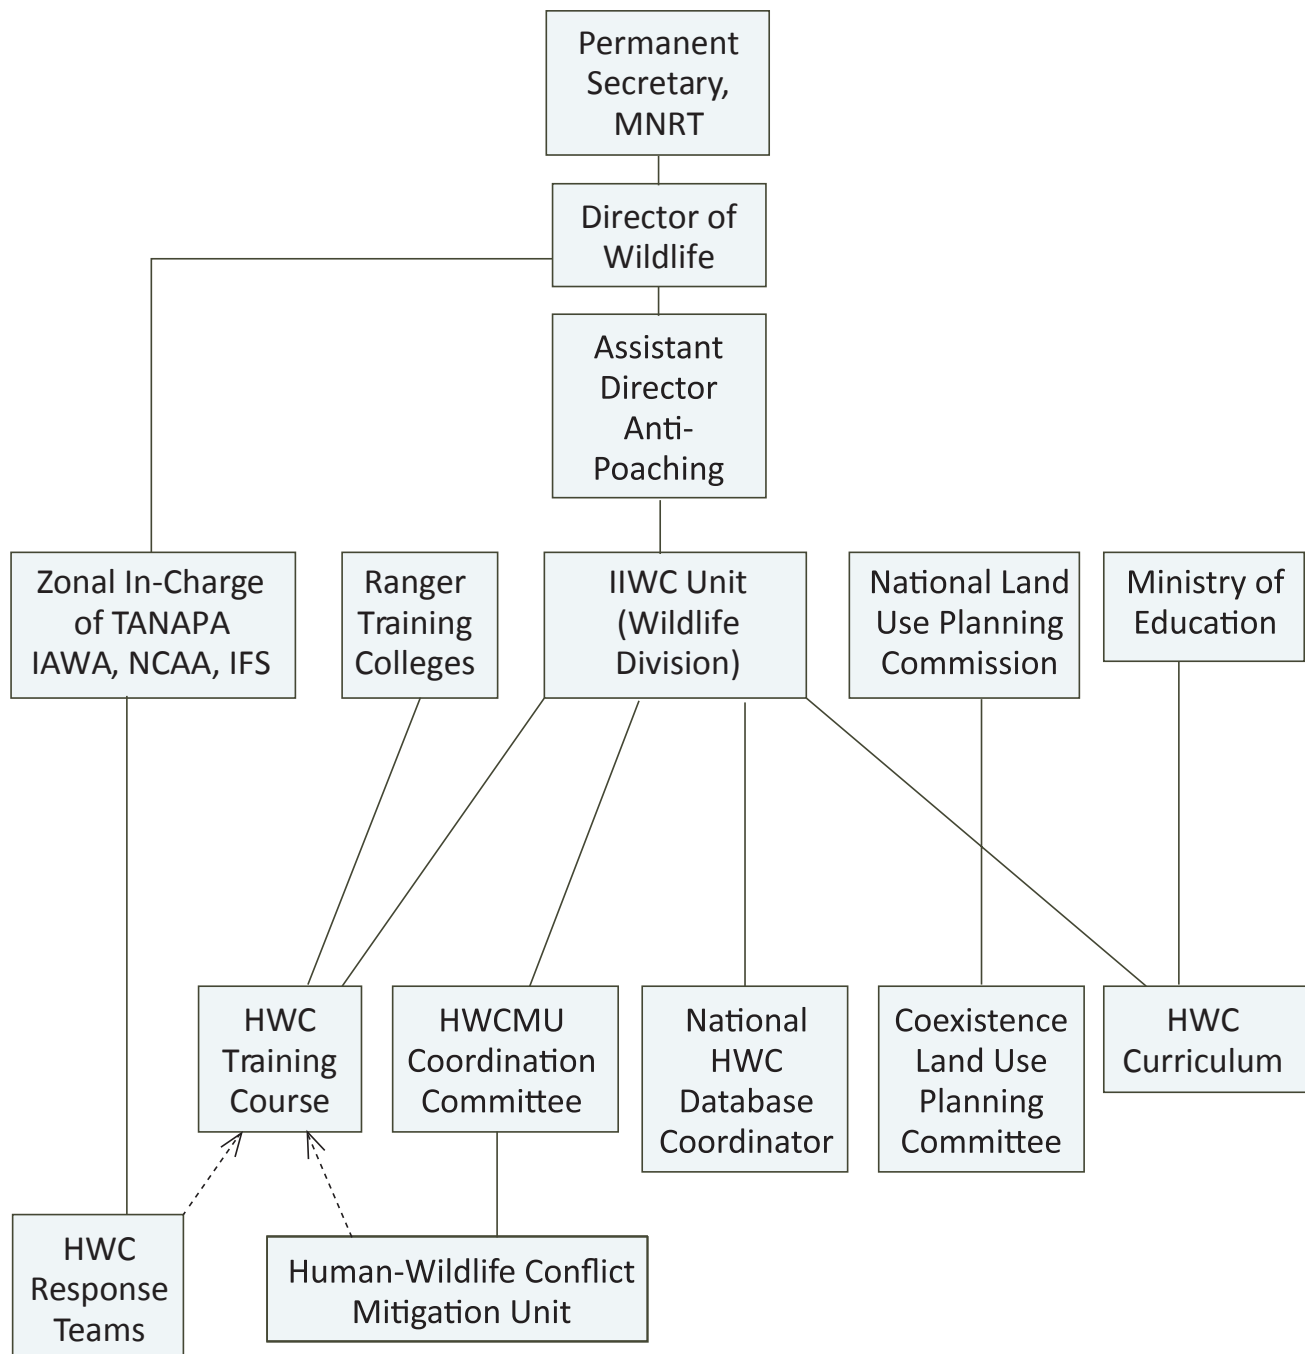 Permanent
Secretary,
MNRT
Director of
Wildlife
Assistant
Director
Anti-
Poaching
Zonal In-Charge
of TANAPA
IAWA, NCAA, IFS
Ranger
Training
Colleges
IIWC Unit
(Wildlife
Division)
National Land
Use Planning
Commission
Ministry of
Education
HWC
Training
Course
HWCMU
Coordination
Committee
National
HWC
Database
Coordinator
Coexistence
Land Use
Planning
Committee
HWC
Curriculum
HWC
Response
Teams
Human-Wildlife Conflict
Mitigation Unit